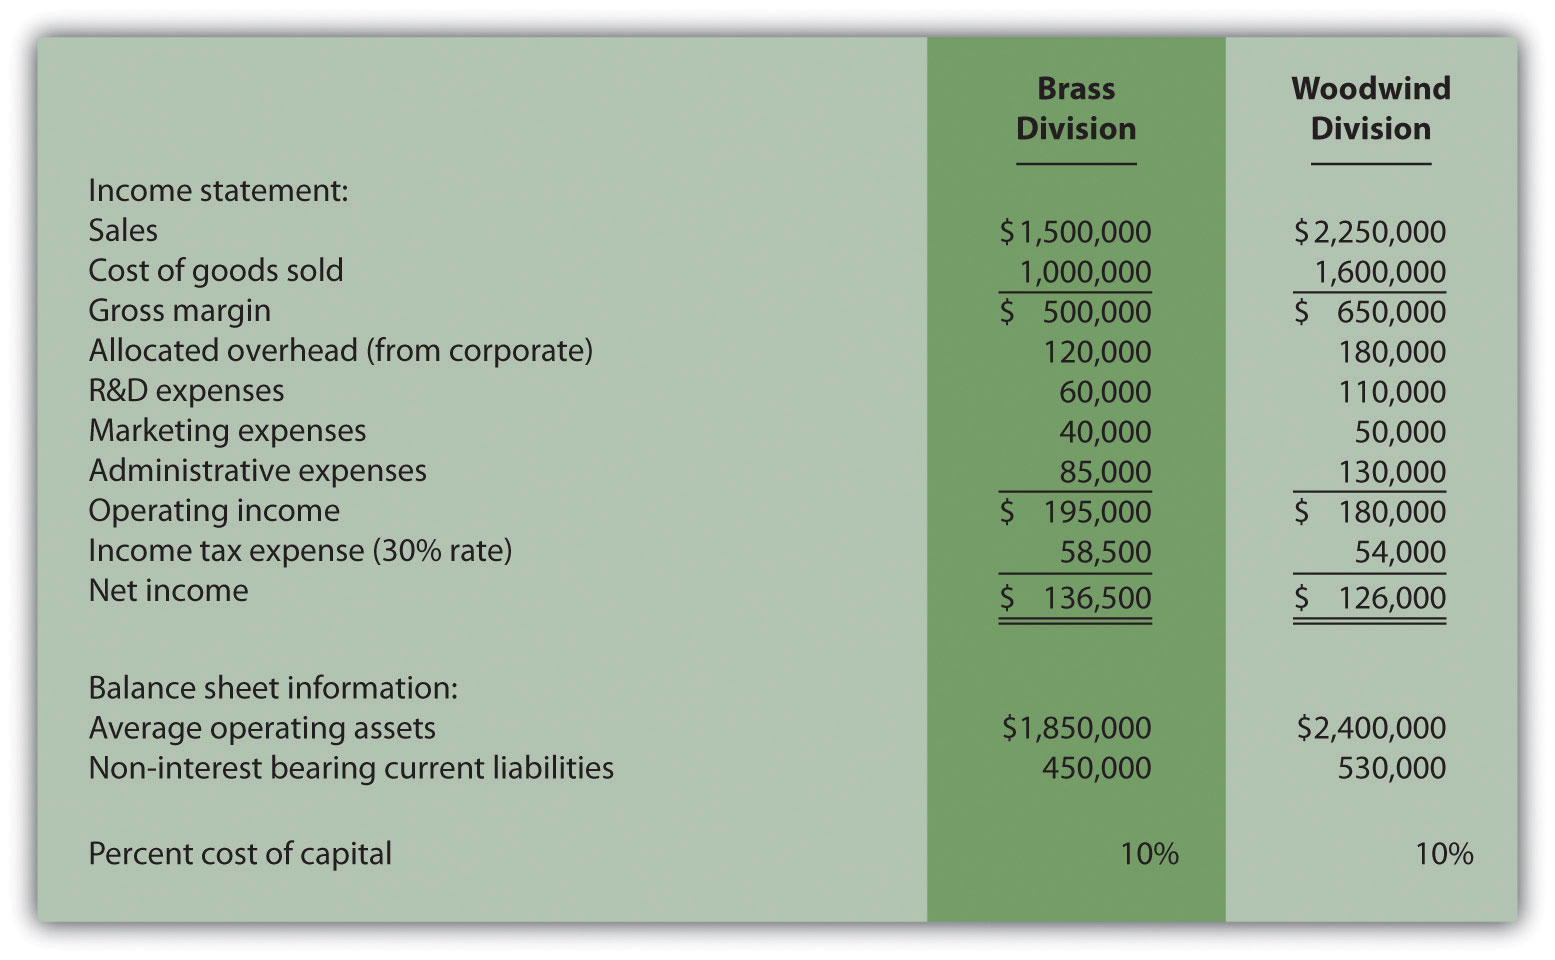 Brass Woodwind
Division Division
Income statement:
Sales $1,500,000 $2,250,000
Cost of goods sold 1,000,000 1,600,000
Gross margin $ 500,000 $ 650,000
Allocated overhead (from corporate) 120,000 180,000
R&D expenses 60,000 110,000
Marketing expenses 40,000 50,000
Administrative expenses 85,000 130,000
Operating income $ 195,000 $ 180,000
Income tax expense (30% rate) 58,500 54,000
Net income $ 136,500 $ 126,000
Balance sheet information:
Average operating assets $1,850,000 $2,400,000
Non-interest bearing current liabilities 450,000 530,000
Percent cost of capital 10% 10%